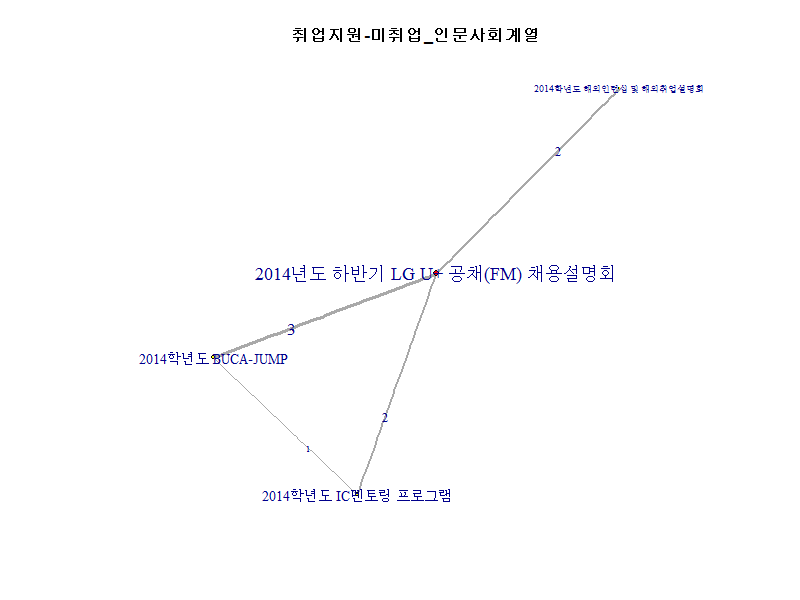 취업지원-미취업_인문사회계열
2014학년도 해외인턴십 및 해외취업설명회
2
2014년도 하반기 LG U+ 공채(FM) 채용설명회
3
2014학년도 BUCA-JUMP
2
1
2014학년도 IC멘토링 프로그램